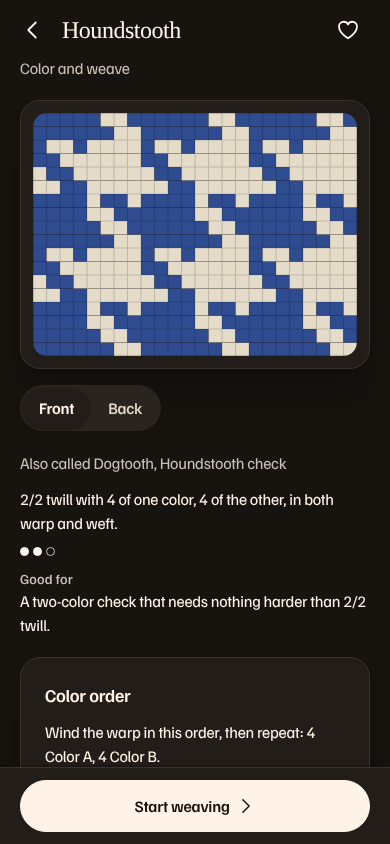 Houndstooth
Color and weave
Front
Back
Also called Dogtooth, Houndstooth check
2/2 twill with 4 of one color, 4 of the other, in both
warp and weft.
Good for
A two-color check that needs nothing harder than 2/2
twill.
Color order
Wind the warp in this order, then repeat: 4
Color A, 4 Color B.
Start weaving